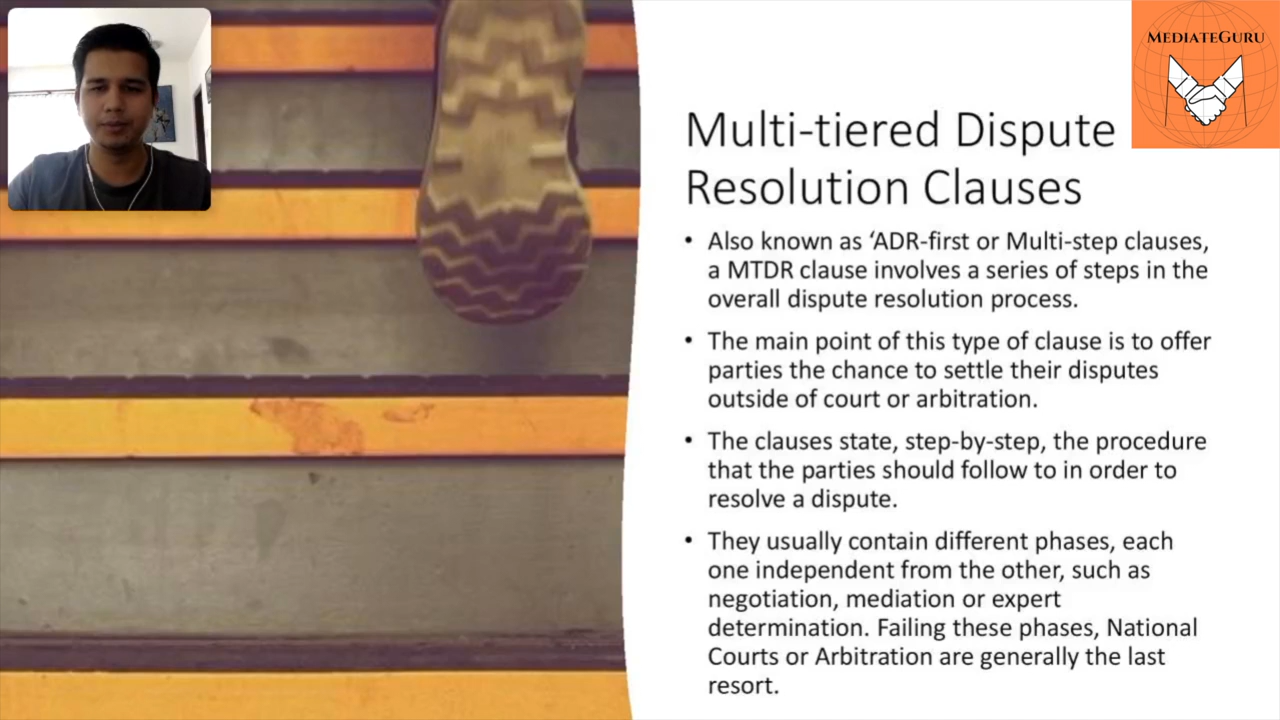 MEDIATEGURU
Multi-tiered Dispute
Resolution Clauses
• Also known as ‘ADR-first or Multi-step clauses,
a MTDR clause involves a series of steps in the
overall dispute resolution process.
• The main point of this type of clause is to offer
parties the chance to settle their disputes
outside of court or arbitration.
• The clauses state, step-by-step, the procedure
that the parties should follow to in order to
resolve a dispute.
• They usually contain different phases, each
one independent from the other, such as
negotiation, mediation or expert
determination. Failing these phases, National
Courts or Arbitration are generally the last
resort.